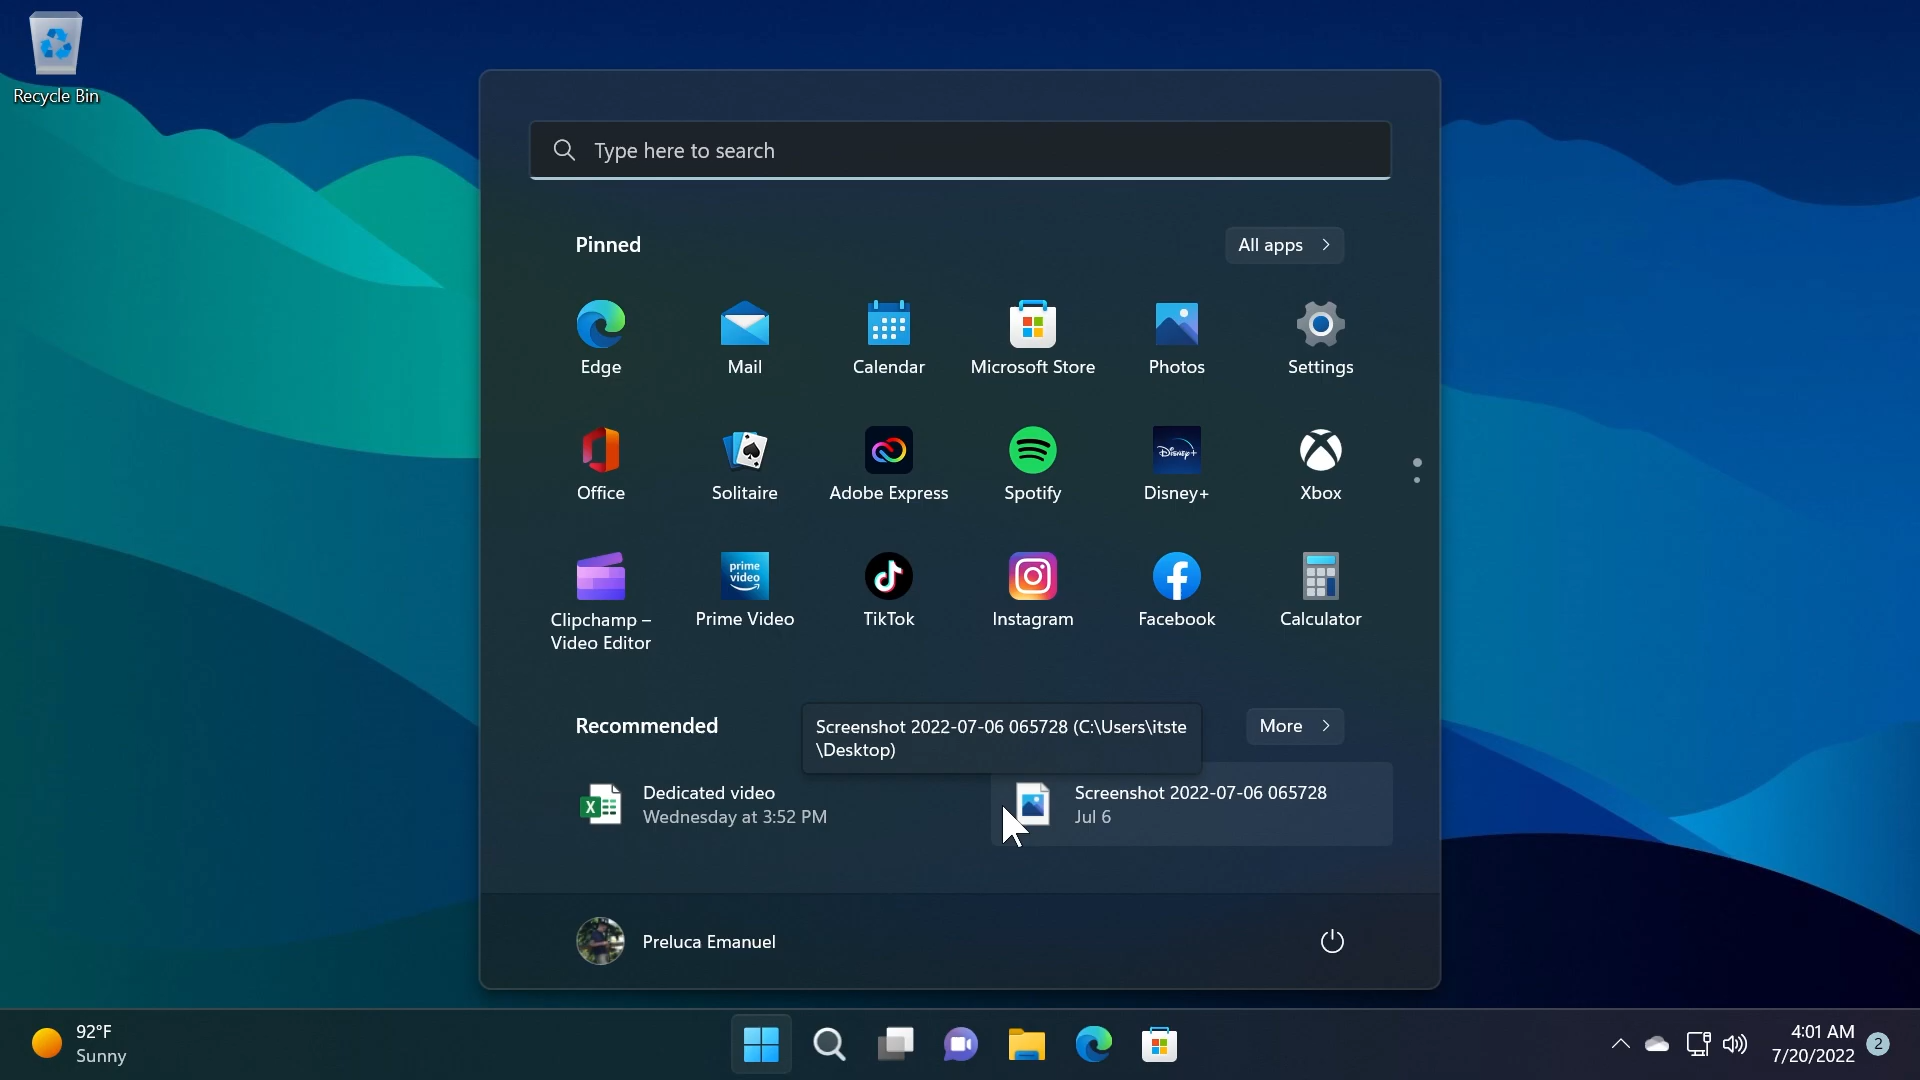 Recycle Bin
Type here to search
Pinned
All apps
Edge
Mail
Calendar
Microsoft Store
Photos
Settings
Disney+
Office
Solitaire
Adobe Express
Spotify
Disney+
Xbox
prime
video
Clipchamp –
Video Editor
Prime Video
TikTok
Instagram
Facebook
Calculator
Recommended
Screenshot 2022-07-06 065728 (C:\Users\itste
\Desktop)
More
X
Dedicated video
Wednesday at 3:52 PM
Screenshot 2022-07-06 065728
Jul 6
Preluca Emanuel
92°F
Sunny
4:01 AM
7/20/2022
2